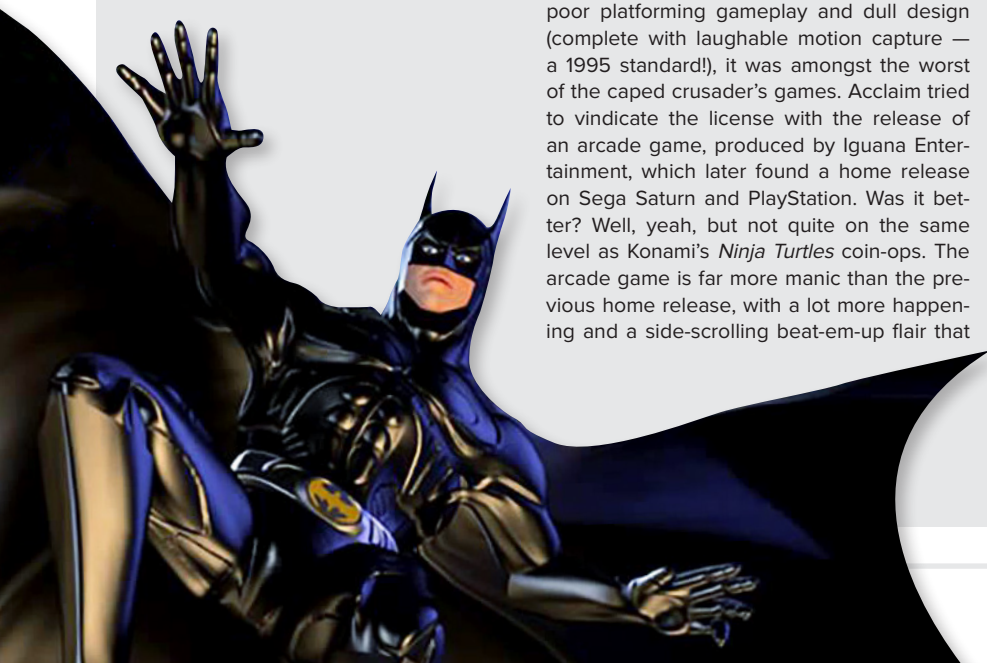 poor platforming gameplay and dull design
(complete with laughable motion capture —
a 1995 standard!), it was amongst the worst
of the caped crusader's games. Acclaim tried
to vindicate the license with the release of
an arcade game, produced by Iguana Enter-
tainment, which later found a home release
on Sega Saturn and PlayStation. Was it bet-
ter? Well, yeah, but not quite on the same
level as Konami's Ninja Turtles coin-ops. The
arcade game is far more manic than the pre-
vious home release, with a lot more happen-
ing and a side-scrolling beat-em-up flair that